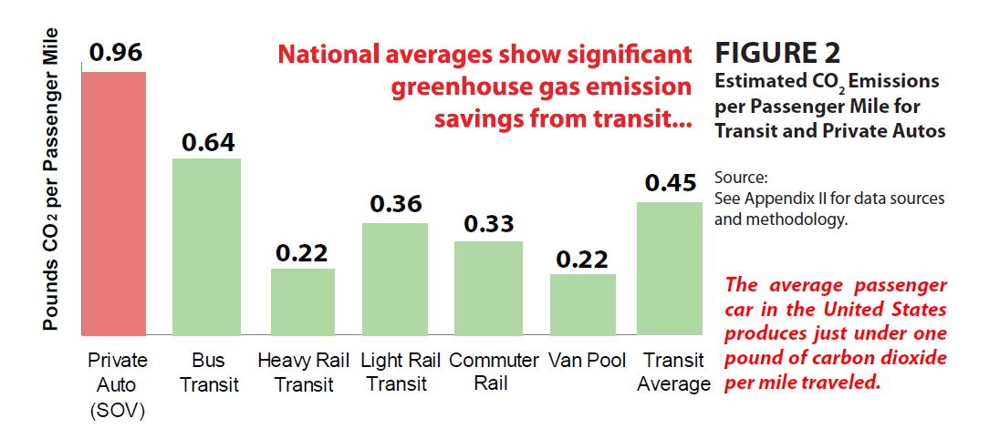 Pounds CO2 per Passenger Mile
0.96
0.64
0.22
0.36
0.33
0.22
0.45
Private
Auto
(SOV)
Bus
Transit
Heavy Rail
Transit
Light Rail
Transit
Commuter
Rail
Van Pool
Transit
Average
National averages show significant
greenhouse gas emission
savings from transit...
FIGURE 2
Estimated CO2 Emissions
per Passenger Mile for
Transit and Private Autos
Source:
See Appendix II for data sources
and methodology.
The average passenger
car in the United States
produces just under one
pound of carbon dioxide
per mile traveled.